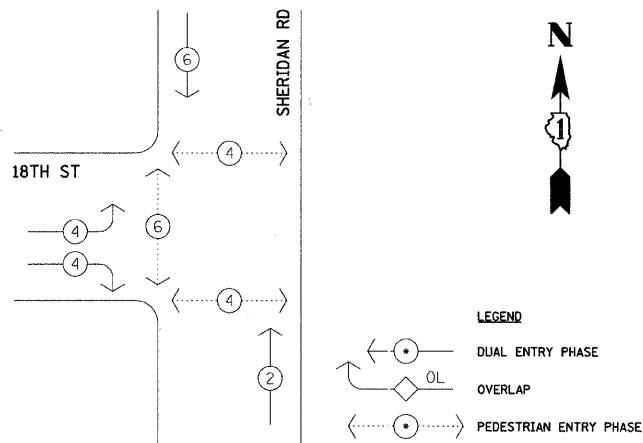 SHERIDAN RD
N
6
1
4
18TH ST
6
4
4
4
2
LEGEND
* DUAL ENTRY PHASE
OL
OVERLAP
* PEDESTRIAN ENTRY PHASE